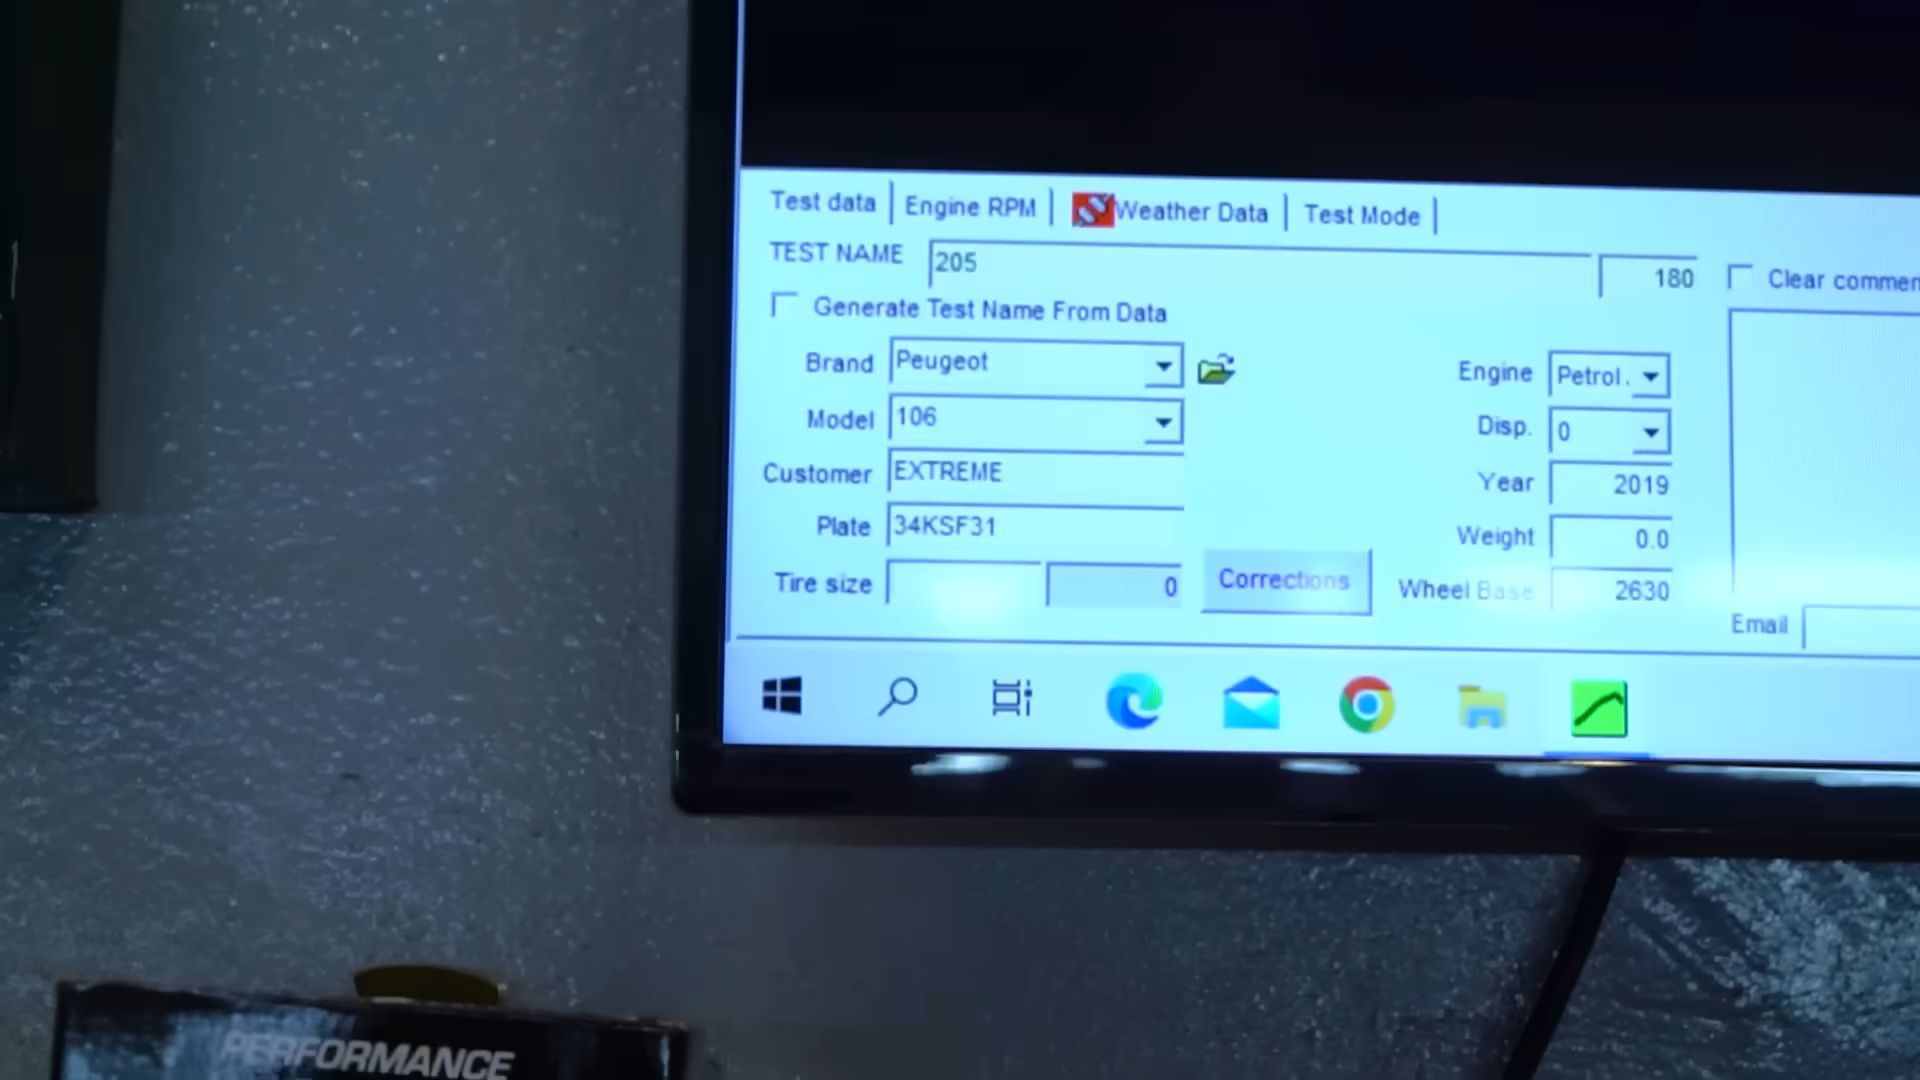 Test data
Engine RPM
Weather Data
Test Mode
TEST NAME 205 180
Clear commen
Generate Test Name From Data
Brand Peugeot
Engine Petrol.
Model 106
Disp. 0
Customer EXTREME
Year 2019
Plate 34KSF31
Weight 0.0
Tire size 0
Corrections
Wheel Base 2630
Email
PERFORMANCE